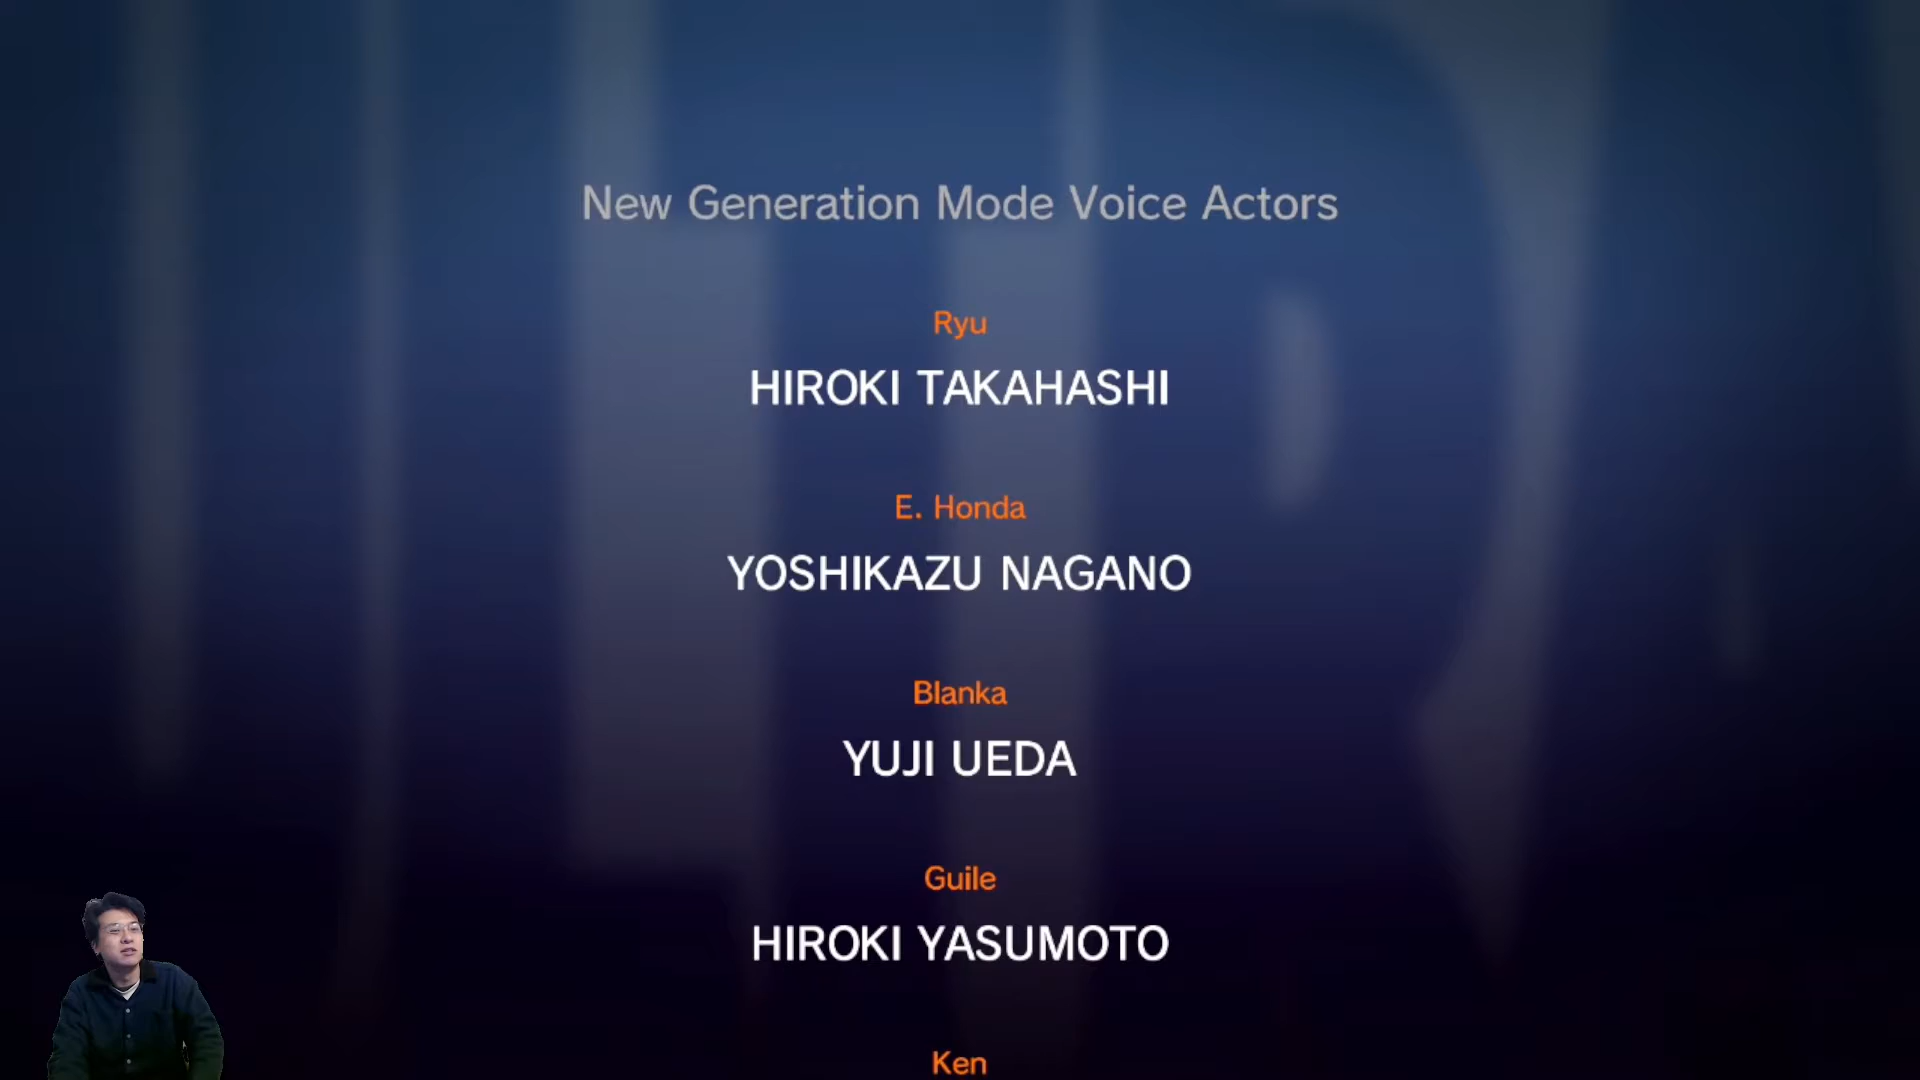 New Generation Mode Voice Actors
Ryu
HIROKI TAKAHASHI
E. Honda
YOSHIKAZU NAGANO
Blanka
YUJI UEDA
Guile
HIROKI YASUMOTO
Ken